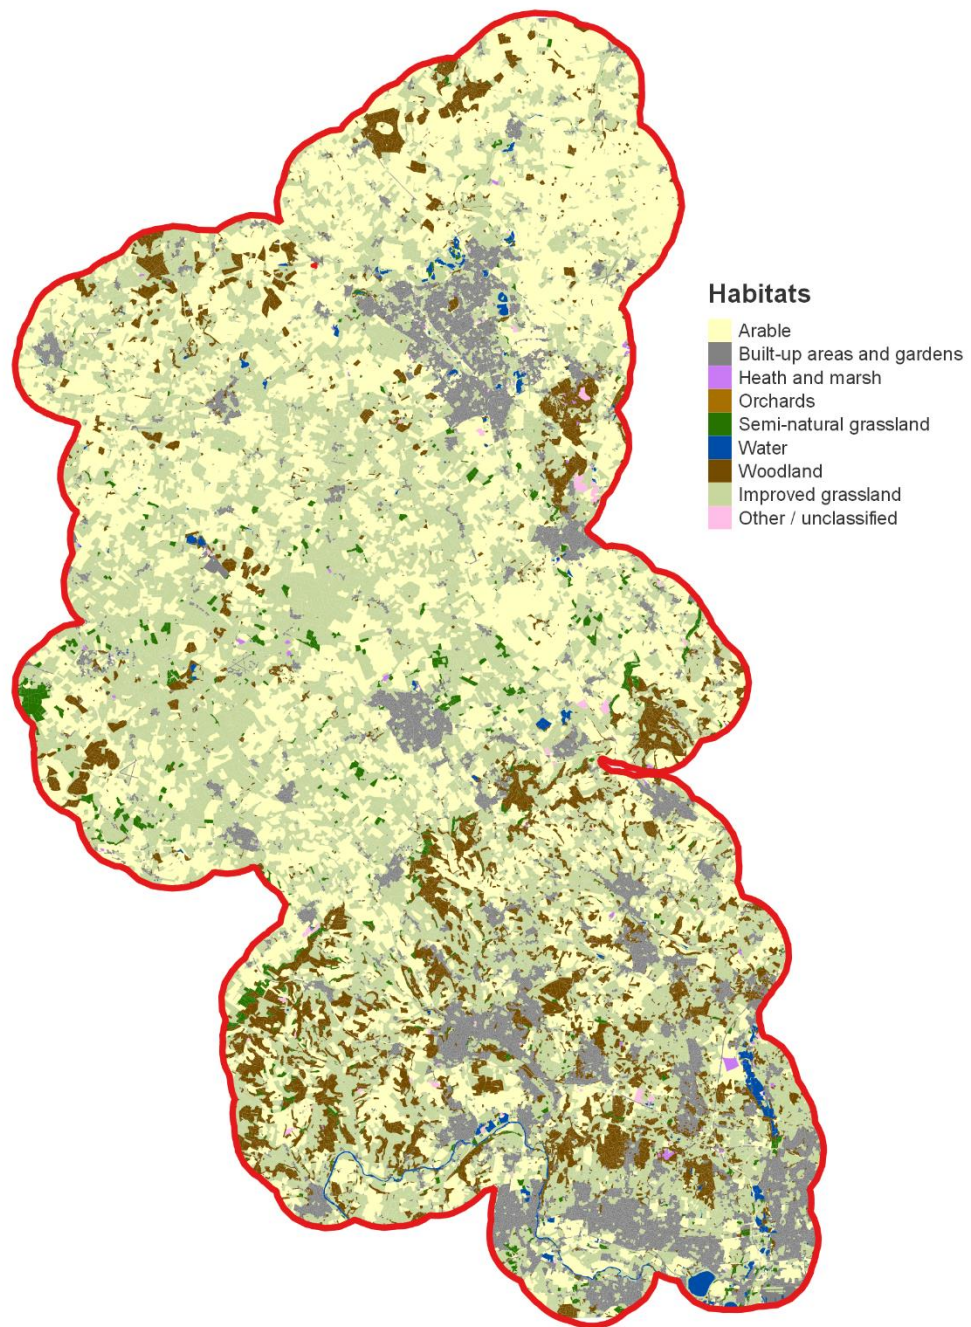 Habitats
Arable
Built-up areas and gardens
Heath and marsh
Orchards
Semi-natural grassland
Water
Woodland
Improved grassland
Other / unclassified